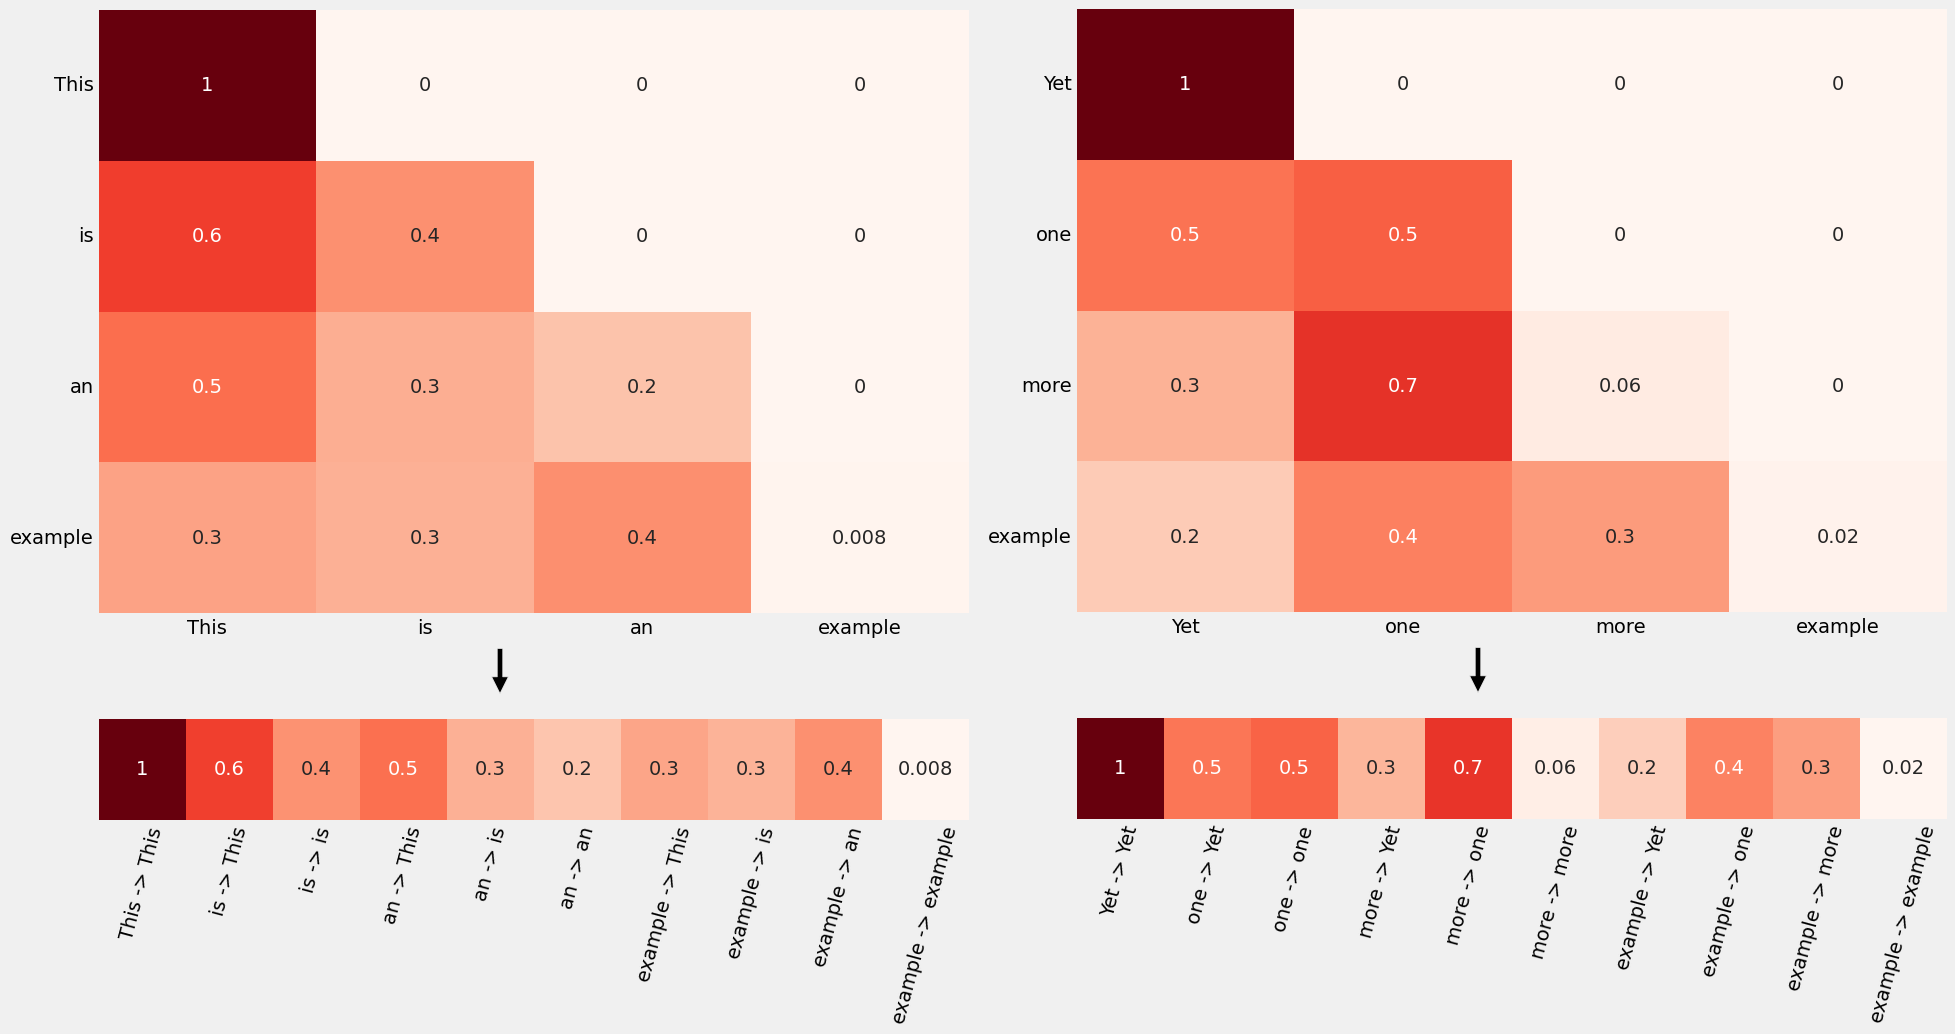 This 1 0 0 0
is 0.6 0.4 0 0
an 0.5 0.3 0.2 0
example 0.3 0.3 0.4 0.008
This is an example
1 0.6 0.4 0.5 0.3 0.2 0.3 0.3 0.4 0.008
This -> This
is -> This
is -> is
an -> This
an -> is
an -> an
example -> This
example -> is
example -> an
example -> example
Yet 1 0 0 0
one 0.5 0.5 0 0
more 0.3 0.7 0.06 0
example 0.2 0.4 0.3 0.02
Yet one more example
1 0.5 0.5 0.3 0.7 0.06 0.2 0.4 0.3 0.02
Yet -> Yet
one -> Yet
one -> one
more -> Yet
more -> one
more -> more
example -> Yet
example -> one
example -> more
example -> example